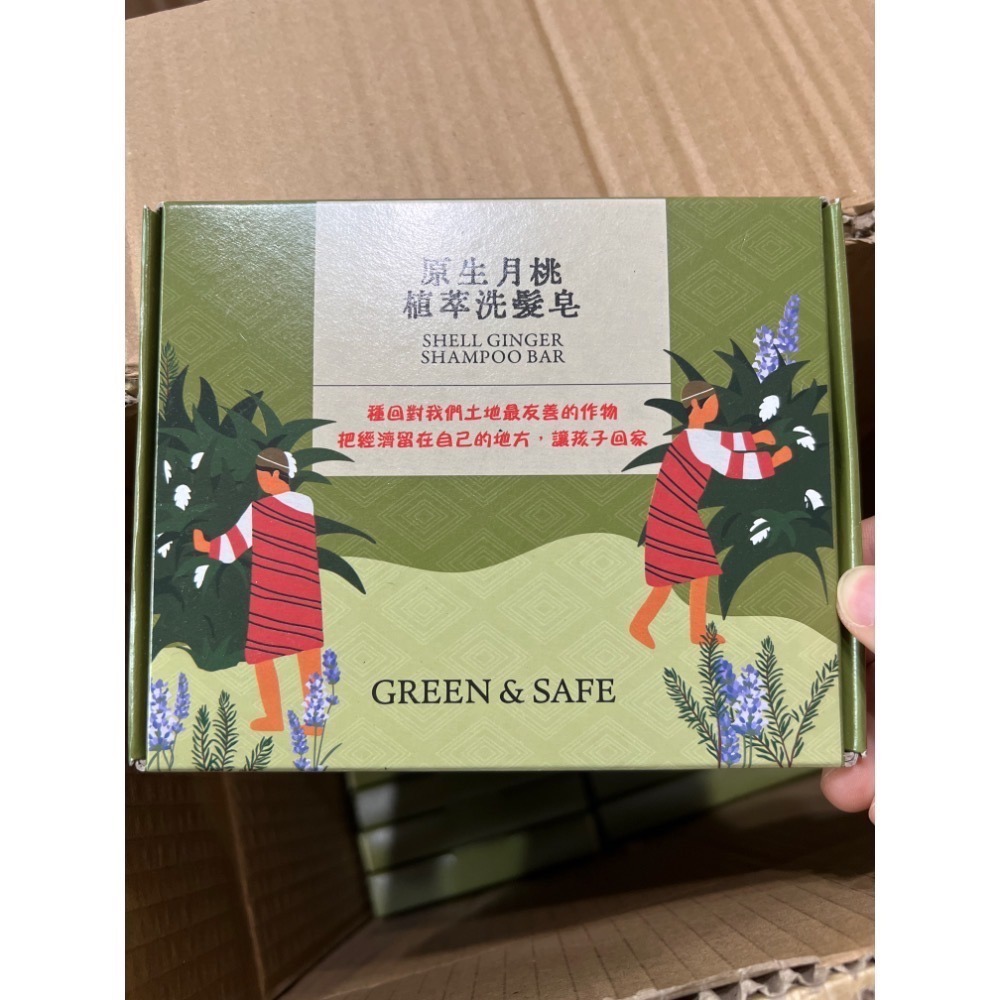 原生月桃
植萃洗髮皂
SHELL GINGER
SHAMPOO BAR
種回對我們土地最友善的作物
把經濟留在自己的地方，讓孩子回家
GREEN & SAFE